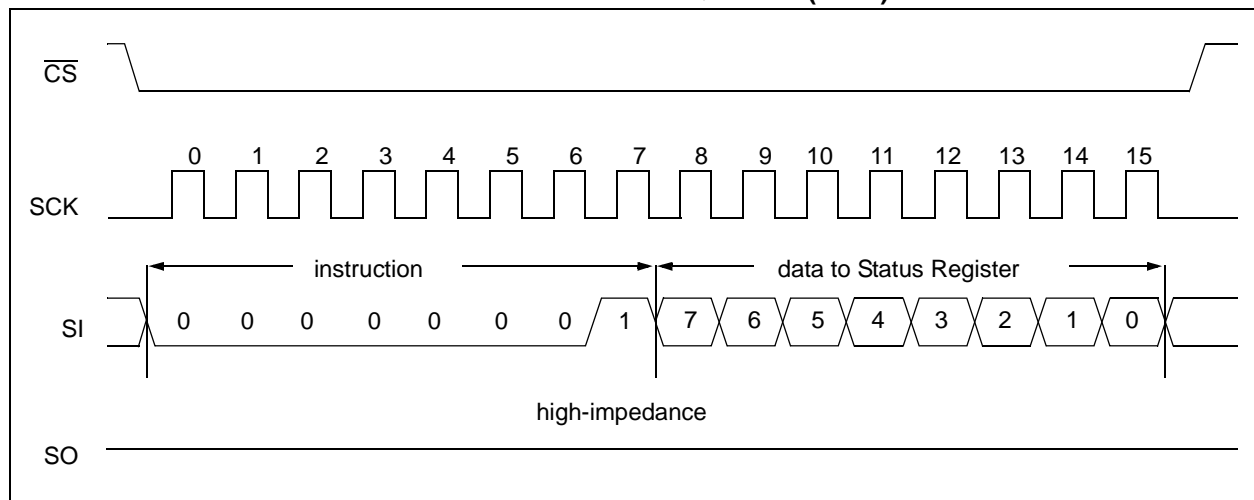 CS
0 1 2 3 4 5 6 7 8 9 10 11 12 13 14 15
SCK
instruction data to Status Register
SI 0 0 0 0 0 0 0 1 7 6 5 4 3 2 1 0
high-impedance
SO